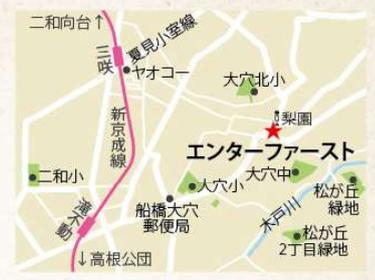 二和向台↑
夏見小室線
三咲
ヤオコー
大穴北小
梨園
新京成線
エンターファースト
二和小
大穴小
大穴中
松が丘
緑地
滝不動
船橋大穴
郵便局
木戸川
松が丘
2丁目緑地
↓高根公団